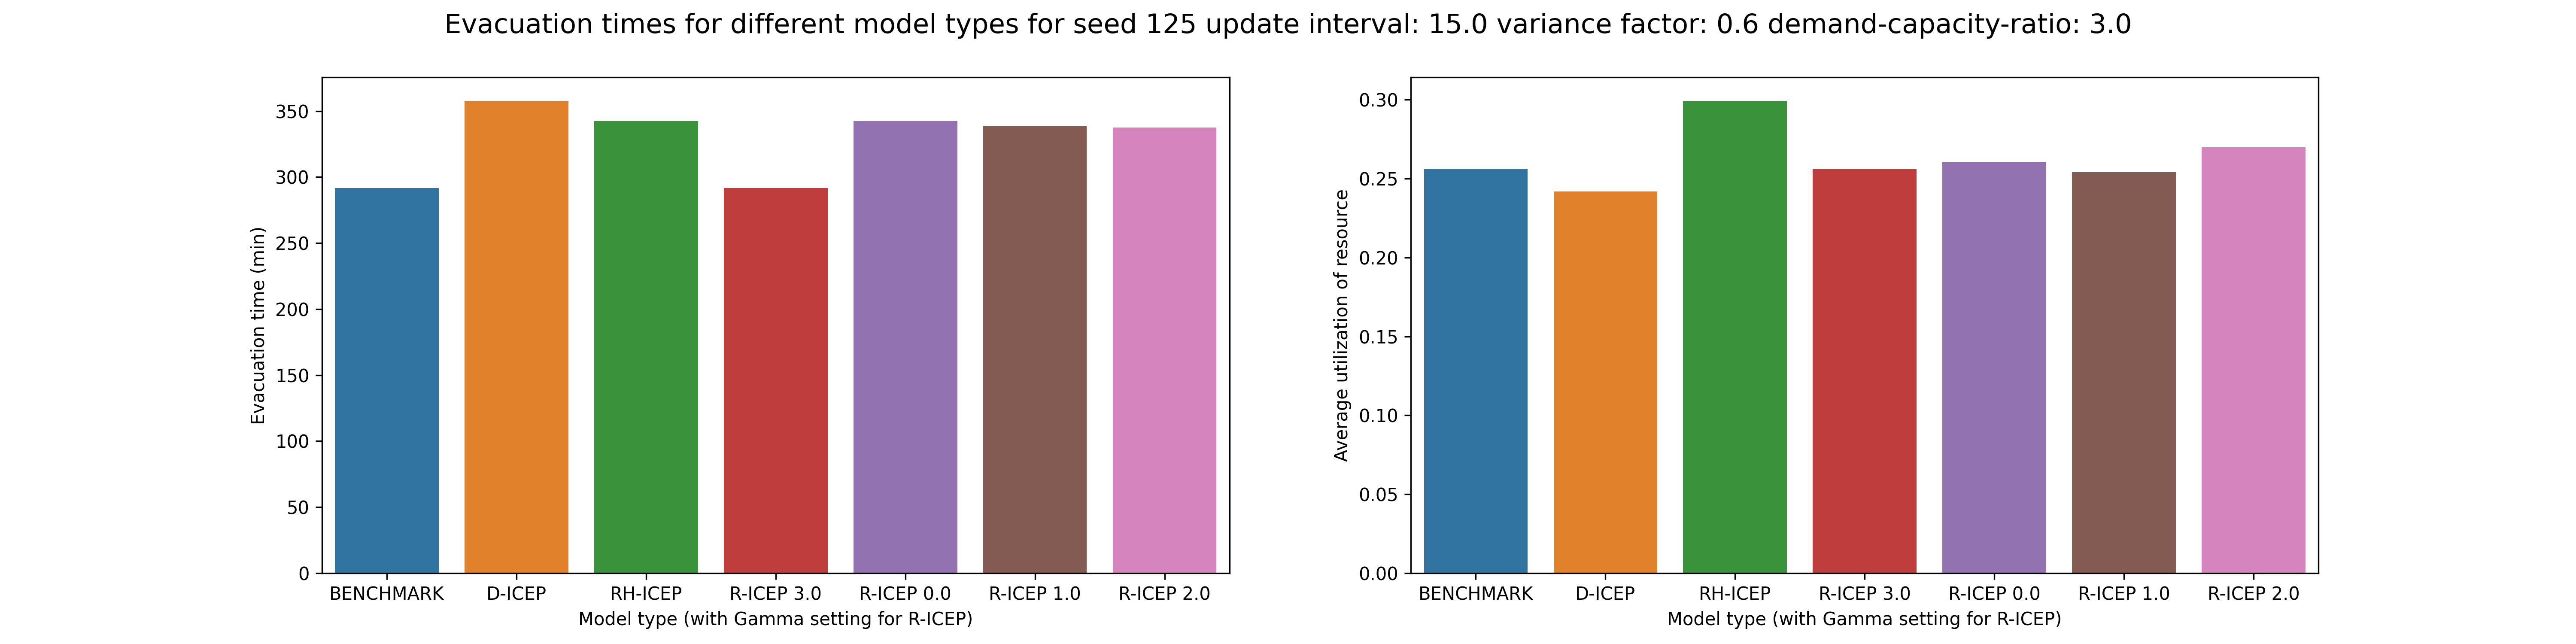 Evacuation times for different model types for seed 125 update interval: 15.0 variance factor: 0.6 demand-capacity-ratio: 3.0
Evacuation time (min)
350
300
250
200
150
100
50
0
BENCHMARK D-ICEP RH-ICEP R-ICEP 3.0 R-ICEP 0.0 R-ICEP 1.0 R-ICEP 2.0
Model type (with Gamma setting for R-ICEP)
Average utilization of resource
0.30
0.25
0.20
0.15
0.10
0.05
0.00
BENCHMARK D-ICEP RH-ICEP R-ICEP 3.0 R-ICEP 0.0 R-ICEP 1.0 R-ICEP 2.0
Model type (with Gamma setting for R-ICEP)